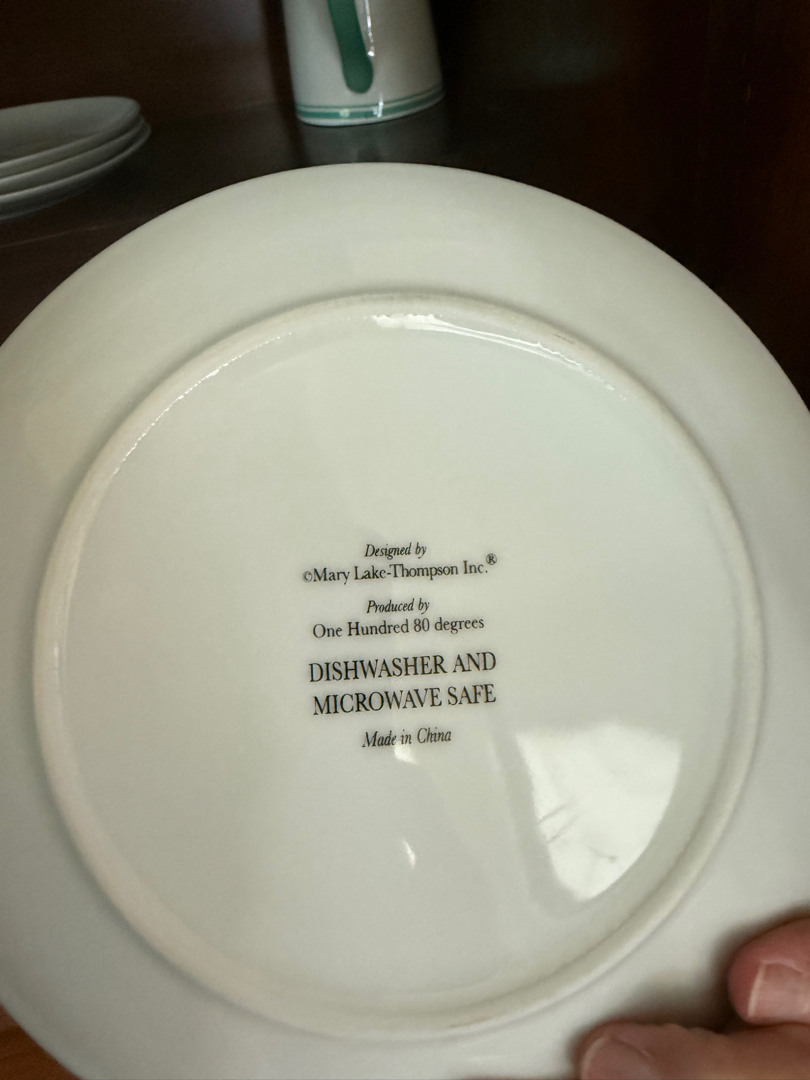 Designed by
©Mary Lake-Thompson Inc.®
Produced by
One Hundred 80 degrees
DISHWASHER AND
MICROWAVE SAFE
Made in China